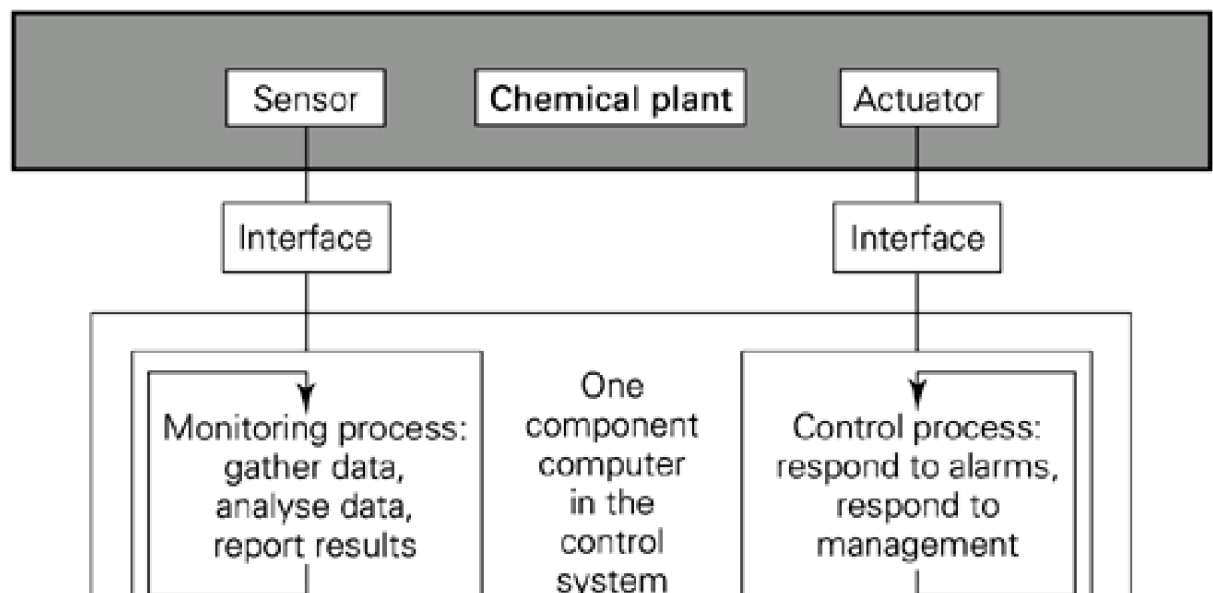 Sensor
Chemical plant
Actuator
Interface
Interface
Monitoring process:
gather data,
analyse data,
report results
One
component
computer
in the
control
system
Control process:
respond to alarms,
respond to
management